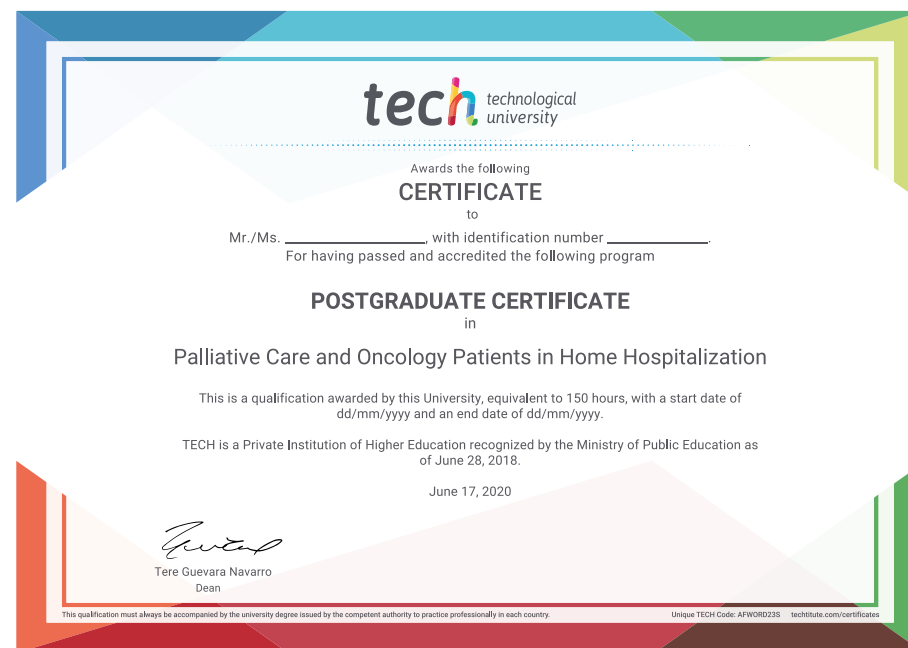 tech technological
university
Awards the following
CERTIFICATE
to
Mr./Ms. ________________, with identification number ____________.
For having passed and accredited the following program
POSTGRADUATE CERTIFICATE
in
Palliative Care and Oncology Patients in Home Hospitalization
This is a qualification awarded by this University, equivalent to 150 hours, with a start date of
dd/mm/yyyy and an end date of dd/mm/yyyy.
TECH is a Private Institution of Higher Education recognized by the Ministry of Public Education as
of June 28, 2018.
June 17, 2020
Tere Guevara Navarro
Dean
This qualification must always be accompanied by the university degree issued by the competent authority to practice professionally in each country.
Unique TECH Code: AFWORD23S techtitute.com/certificates